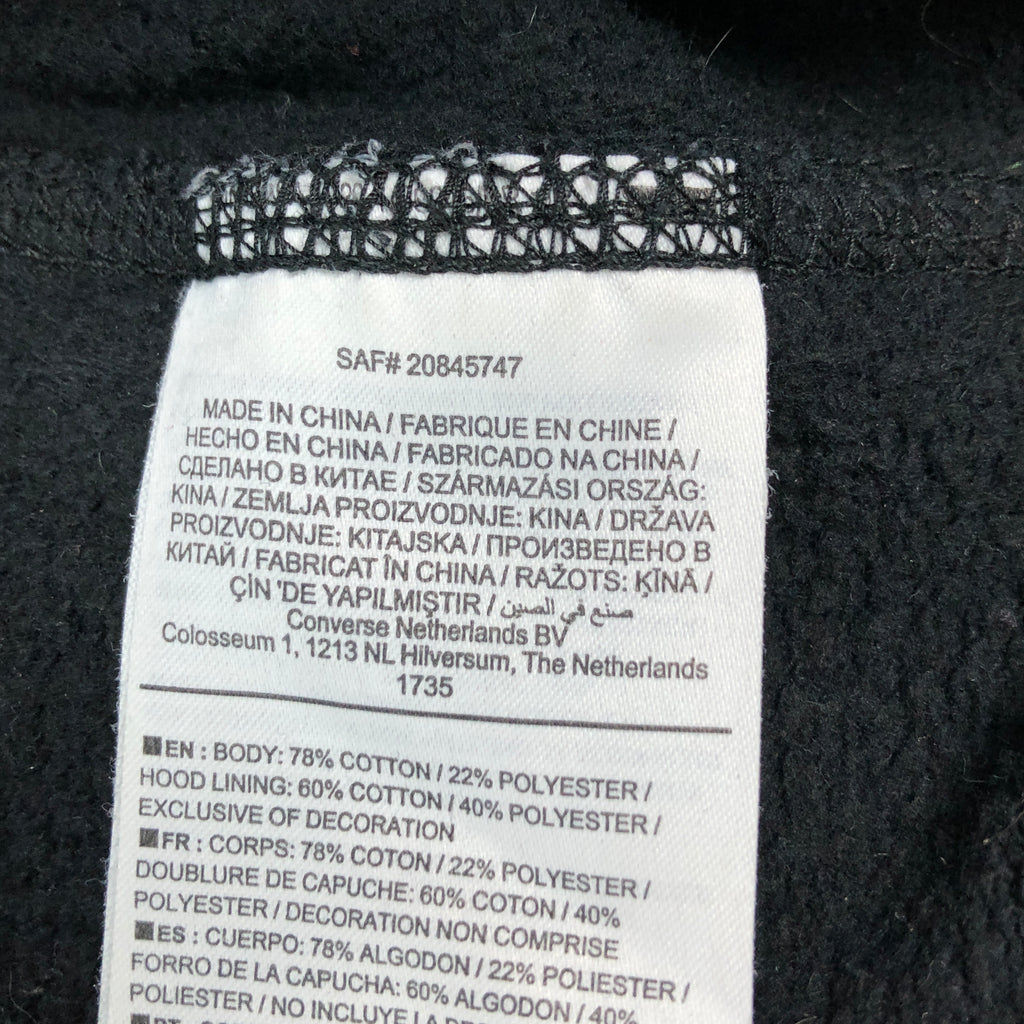 SAF# 20845747
MADE IN CHINA / FABRIQUE EN CHINE /
HECHO EN CHINA / FABRICADO NA CHINA /
СДЕЛАНО В КИТАЕ / SZÁRMAZÁSI ORSZÁG:
KINA / ZEMLJA PROIZVODNJE: KINA / DRŽAVA
PROIZVODNJE: KITAJSKA / ПРОИЗВЕДЕНО В
КИТАЙ / FABRICAT ÎN CHINA / RAŽOTS: ĶĪNĀ /
ÇİN 'DE YAPILMIŞTIR / صنع في الصين
Converse Netherlands BV
Colosseum 1, 1213 NL Hilversum, The Netherlands
1735
EN : BODY: 78% COTTON / 22% POLYESTER /
HOOD LINING: 60% COTTON / 40% POLYESTER /
EXCLUSIVE OF DECORATION
FR : CORPS: 78% COTON / 22% POLYESTER /
DOUBLURE DE CAPUCHE: 60% COTON / 40%
POLYESTER / DECORATION NON COMPRISE
ES : CUERPO: 78% ALGODON / 22% POLIESTER /
FORRO DE LA CAPUCHA: 60% ALGODON / 40%
POLIESTER / NO INCLUYE LA